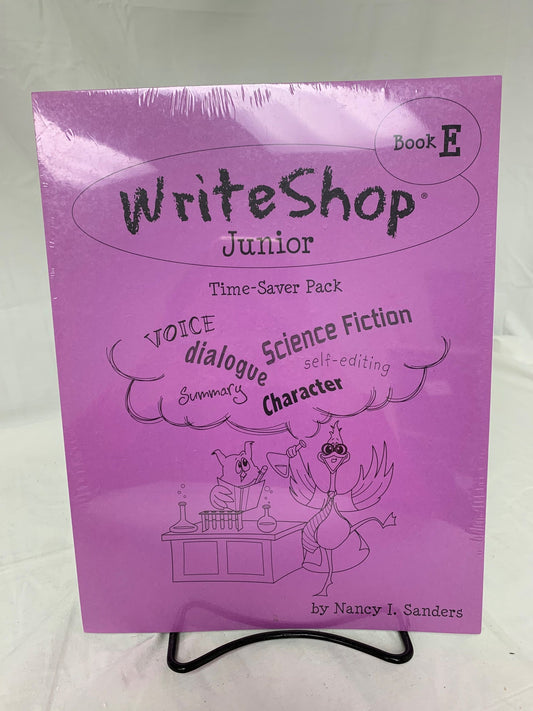 Book E
WriteShop®
Junior
Time-Saver Pack
VOICE
Science Fiction
dialogue
self-editing
Summary
Character
by Nancy I. Sanders